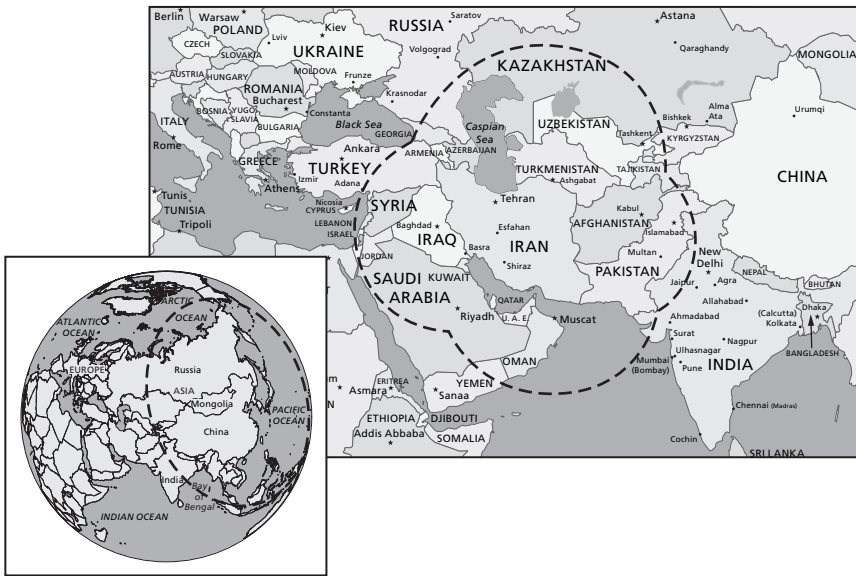 Berlin
Warsaw
POLAND
RUSSIA
Saratov
Astana
Kiev
Lviv
CZECH
UKRAINE
Volgograd
Qaraghandy
SLOVAKIA
KAZAKHSTAN
MONGOLIA
AUSTRIA
HUNGARY
MOLDOVA
Frunze
ROMANIA
Krasnodar
Bucharest
BOSNIA
YUGO
SLAVIA
Constanta
Alma
Ata
Bishkek
Urumqi
ITALY
BULGARIA
Black Sea
GEORGIA
Caspian
Sea
UZBEKISTAN
Tashkent
KYRGYZSTAN
Rome
Ankara
ARMENIA
AZERBAIJAN
GREECE
TURKEY
TURKMENISTAN
TAJIKISTAN
CHINA
Izmir
Adana
Ashgabat
Athens
Tunis
TUNISIA
Tehran
Nicosia
CYPRUS
SYRIA
Kabul
AFGHANISTAN
Islamabad
Tripoli
LEBANON
ISRAEL
Baghdad
IRAQ
Esfahan
IRAN
Basra
Multan
New
Delhi
JORDAN
Shiraz
PAKISTAN
NEPAL
SAUDI
ARABIA
KUWAIT
Jaipur
Agra
BHUTAN
QATAR
Allahabad
Dhaka
Riyadh
U. A. E.
Muscat
Ahmadabad
(Calcutta)
Kolkata
Surat
Nagpur
OMAN
Ulhasnagar
BANGLADESH
Mumbai
(Bombay)
Pune
INDIA
ERITREA
YEMEN
Asmara
Sanaa
Chennai (Madras)
ETHIOPIA
DJIBOUTI
Addis Abbaba
SOMALIA
Cochin
SRI LANKA
ARCTIC
OCEAN
ATLANTIC
OCEAN
EUROPE
Russia
ASIA
Mongolia
PACIFIC
OCEAN
China
India
Bay
of
Bengal
INDIAN OCEAN